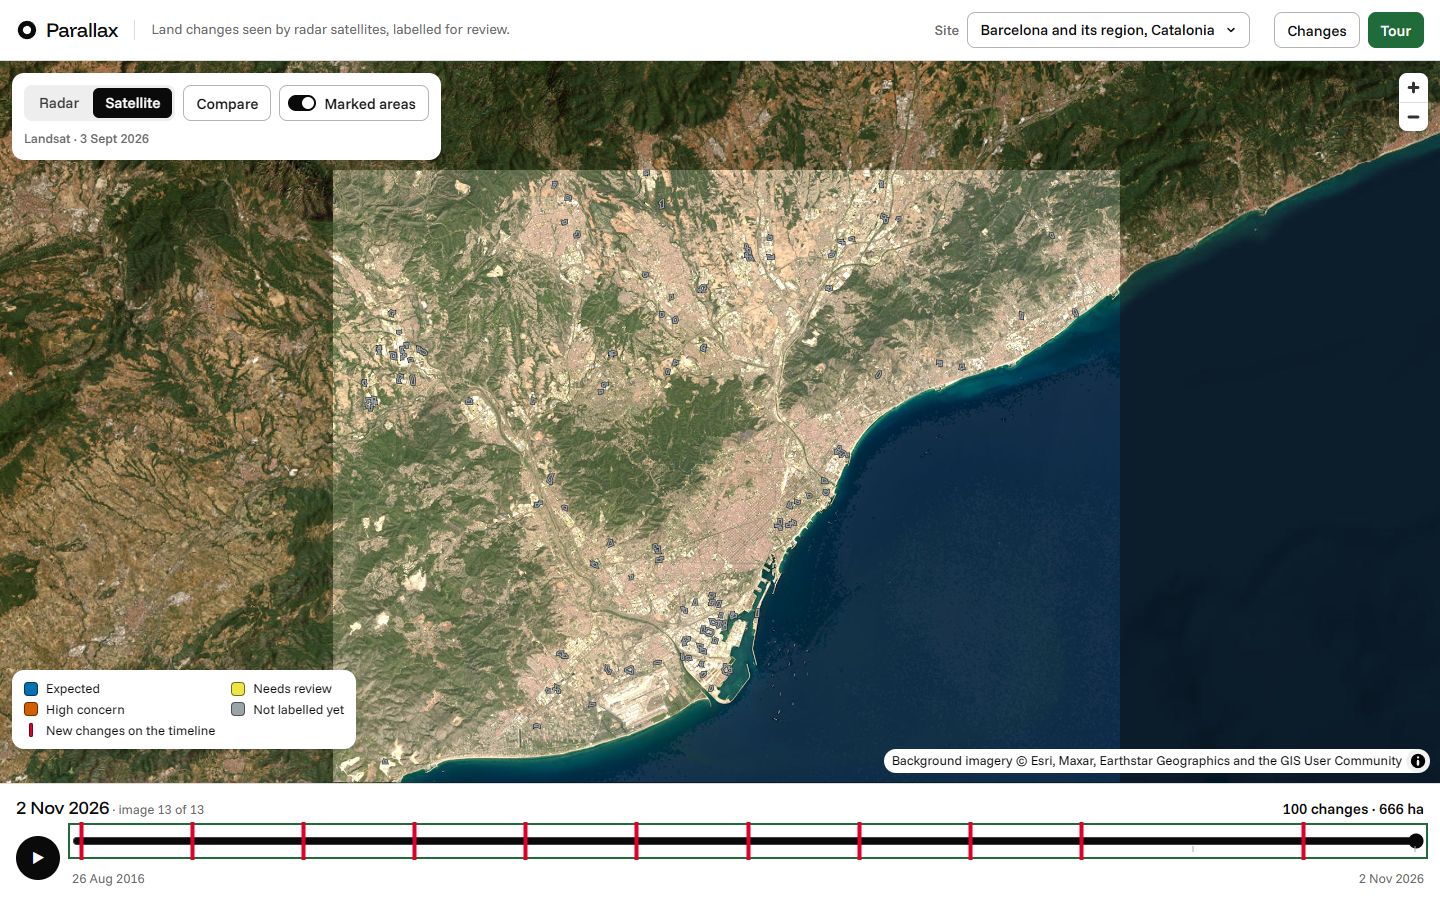 Parallax
Land changes seen by radar satellites, labelled for review.
Site
Barcelona and its region, Catalonia
Changes
Tour
Radar
Satellite
Compare
Marked areas
Landsat · 3 Sept 2026
Expected
Needs review
High concern
Not labelled yet
New changes on the timeline
Background imagery © Esri, Maxar, Earthstar Geographics and the GIS User Community
2 Nov 2026 · image 13 of 13
100 changes · 666 ha
26 Aug 2016
2 Nov 2026